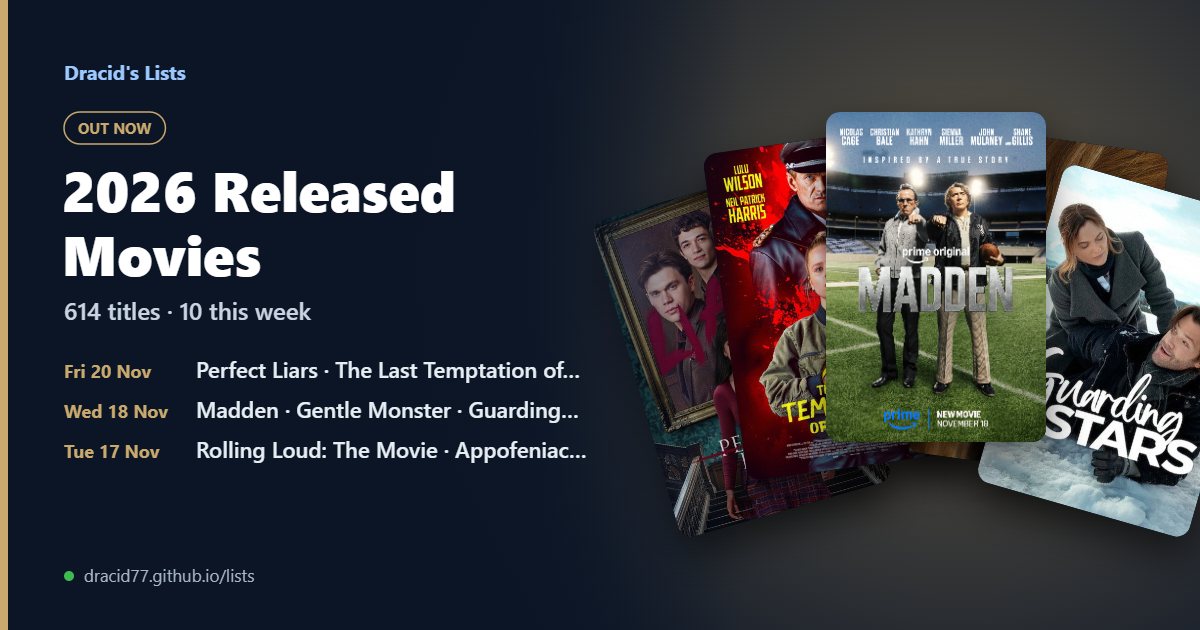 Dracid's Lists
OUT NOW
2026 Released
Movies
614 titles · 10 this week
Fri 20 Nov Perfect Liars · The Last Temptation of...
Wed 18 Nov Madden · Gentle Monster · Guarding...
Tue 17 Nov Rolling Loud: The Movie · Appofeniac...
dracid77.github.io/lists
LULU
WILSON
NEIL PATRICK
HARRIS
NICOLAS CAGE CHRISTIAN BALE KATHRYN HAHN SIENNA MILLER JOHN MULANEY AND SHANE GILLIS
INSPIRED BY A TRUE STORY
prime original
MADDEN
prime NEW MOVIE
NOVEMBER 18
guarding
STARS